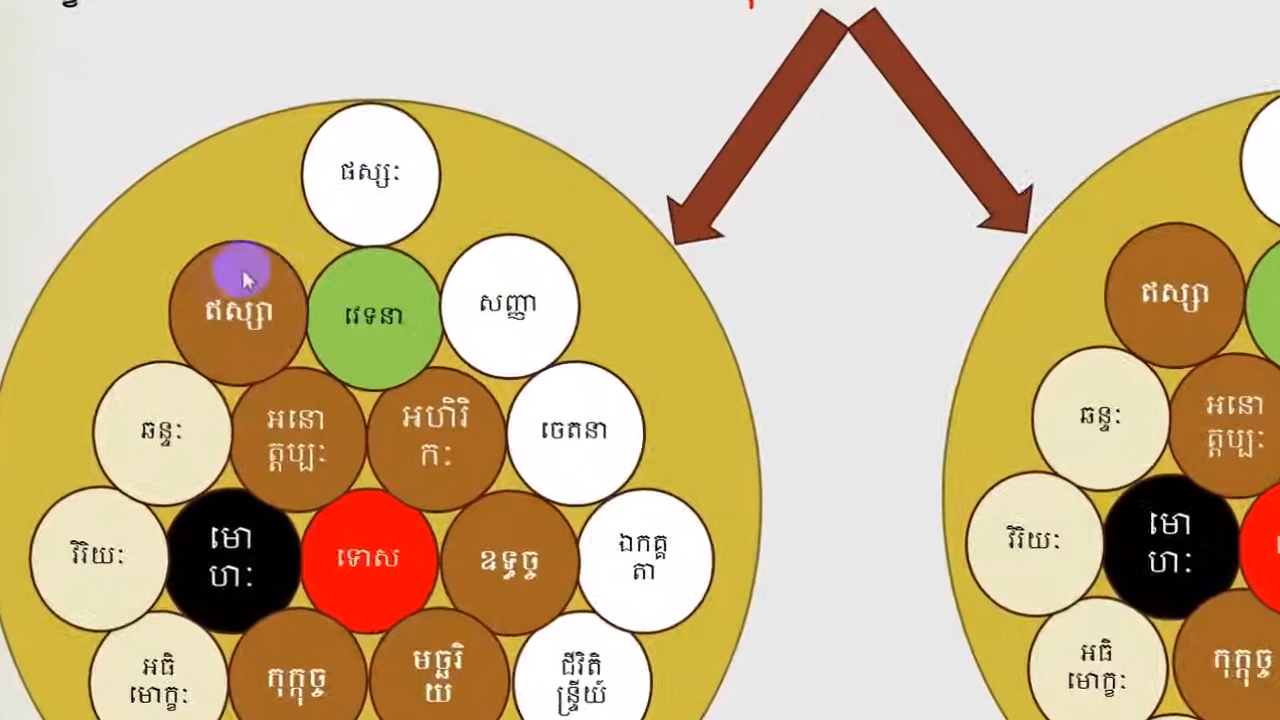 ផស្សៈ
ឥស្សា
វេទនា
សញ្ញា
ឥស្សា
ឆន្ទៈ
អនោ
ត្តប្បៈ
អហិរិ
កៈ
ចេតនា
ឆន្ទៈ
អនោ
ត្តប្បៈ
វិរិយៈ
មោ
ហៈ
ទោស
ឧទ្ធច្ច
ឯកគ្គ
តា
វិរិយៈ
មោ
ហៈ
អធិ
មោក្ខៈ
កុក្កុច្ច
មច្ឆរិ
យ
ជីវិតិ
ន្ទ្រីយ៍
អធិ
មោក្ខៈ
កុក្កុច្ច